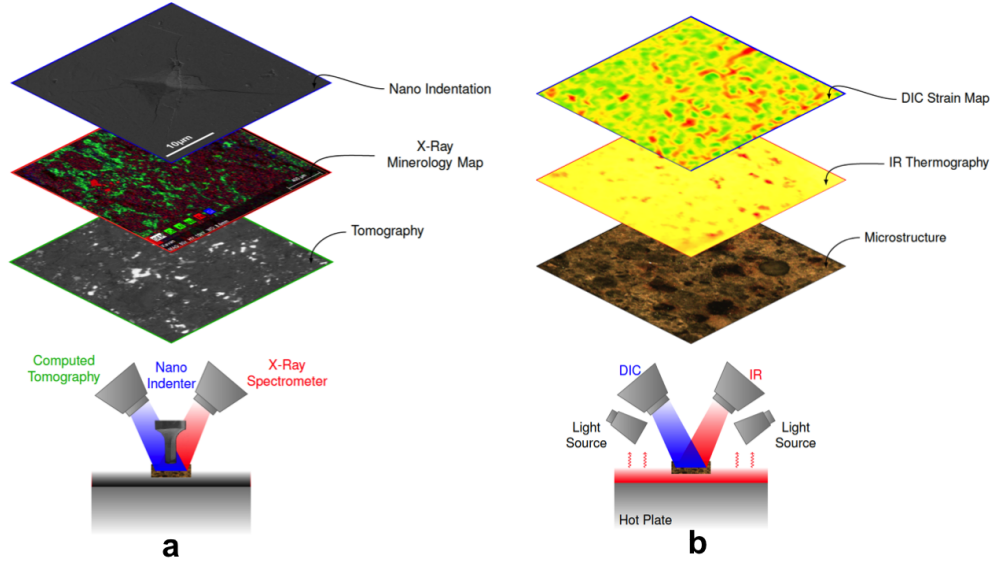 Nano Indentation
X-Ray
Minerology Map
Tomography
10μm
Computed
Tomography
Nano
Indenter
X-Ray
Spectrometer
a
DIC Strain Map
IR Thermography
Microstructure
DIC
IR
Light
Source
Light
Source
Hot Plate
b